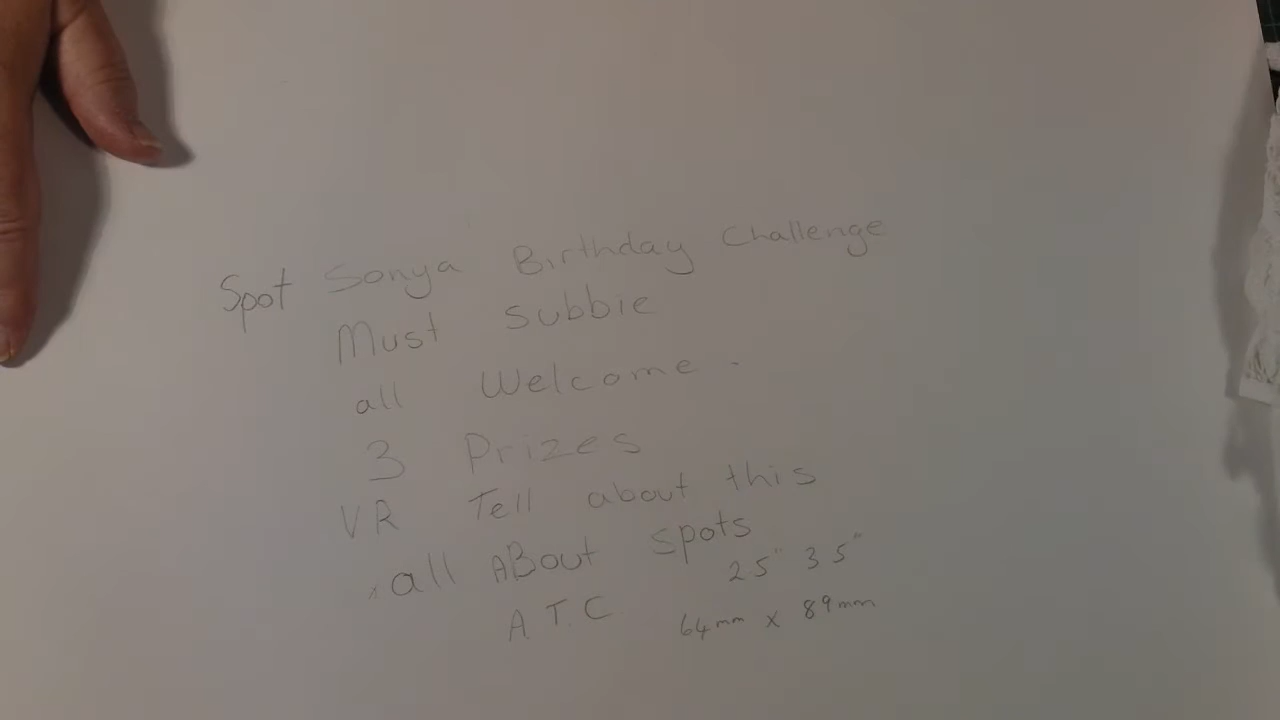 Spot Sonya Birthday Challenge
Must Subbie
all Welcome.
3 Prizes
VR Tell about this
all ABout spots
2.5" 3 5"
A.T.C 64mm x 89mm